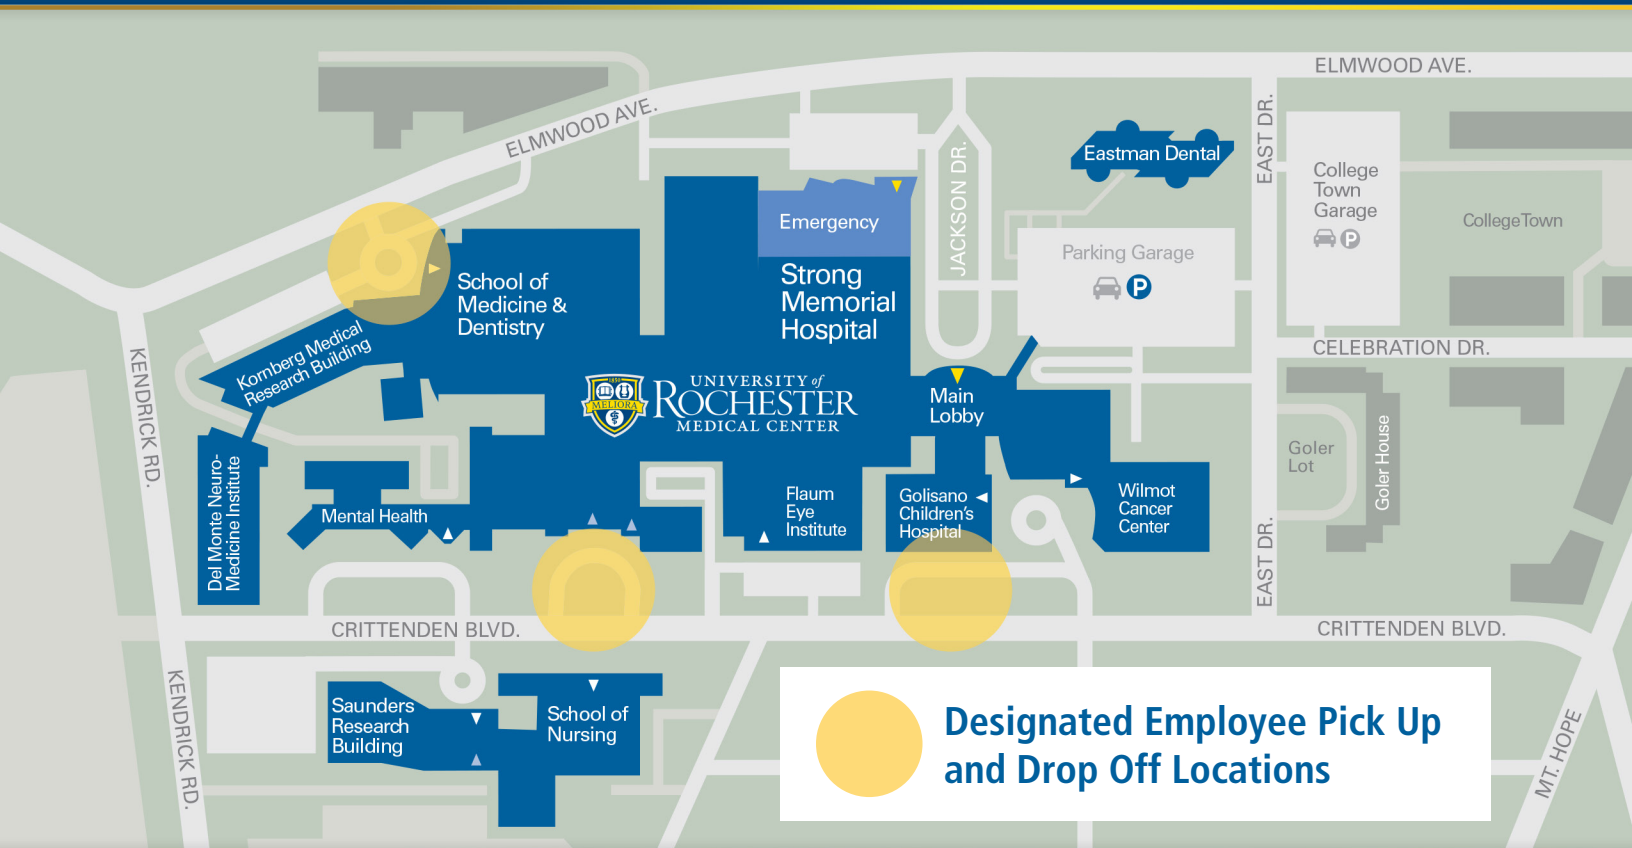 ELMWOOD AVE.
ELMWOOD AVE.
EAST DR.
JACKSON DR.
Eastman Dental
College
Town
Garage
P
CollegeTown
Emergency
Parking Garage
P
School of
Medicine &
Dentistry
Strong
Memorial
Hospital
Kornberg Medical
Research Building
KENDRICK RD.
CELEBRATION DR.
1850
MELIORA
UNIVERSITY of
ROCHESTER
MEDICAL CENTER
Main
Lobby
Goler
Lot
Goler House
Del Monte Neuro-
Medicine Institute
Mental Health
Flaum
Eye
Institute
Golisano
Children's
Hospital
Wilmot
Cancer
Center
EAST DR.
CRITTENDEN BLVD.
CRITTENDEN BLVD.
KENDRICK RD.
Saunders
Research
Building
School of
Nursing
MT. HOPE
Designated Employee Pick Up
and Drop Off Locations